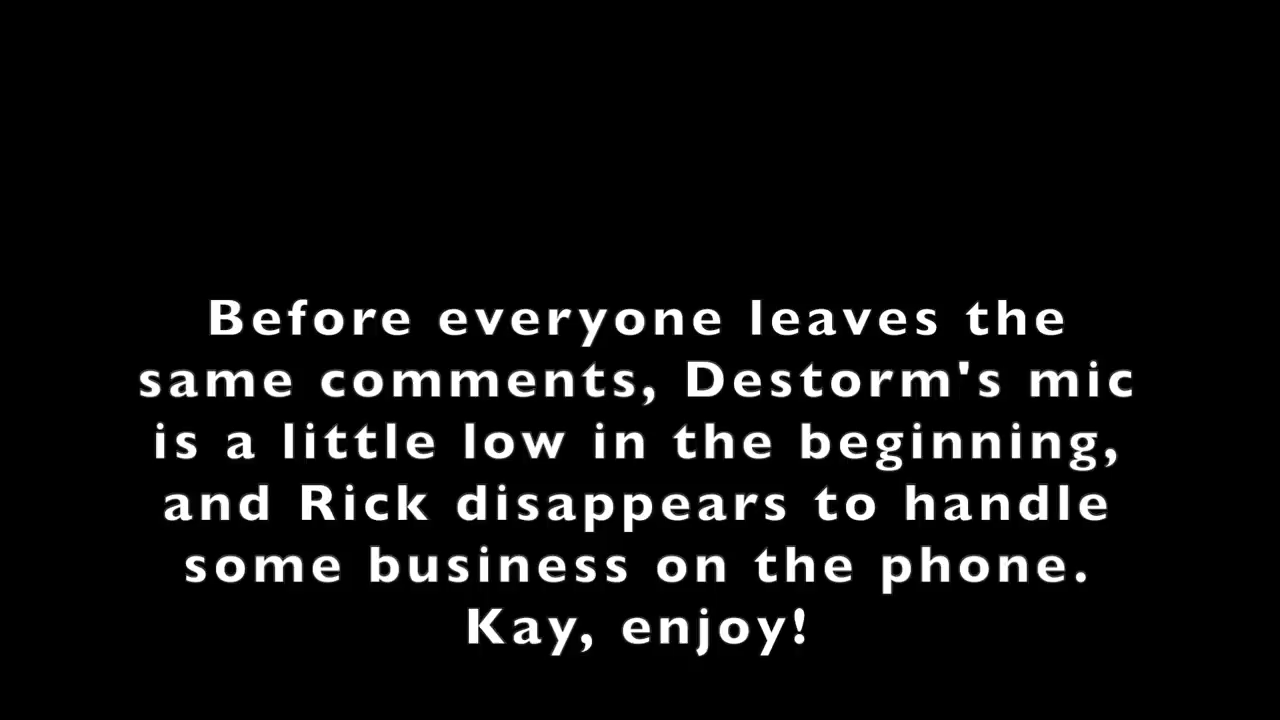 Before everyone leaves the
same comments, Destorm's mic
is a little low in the beginning,
and Rick disappears to handle
some business on the phone.
Kay, enjoy!